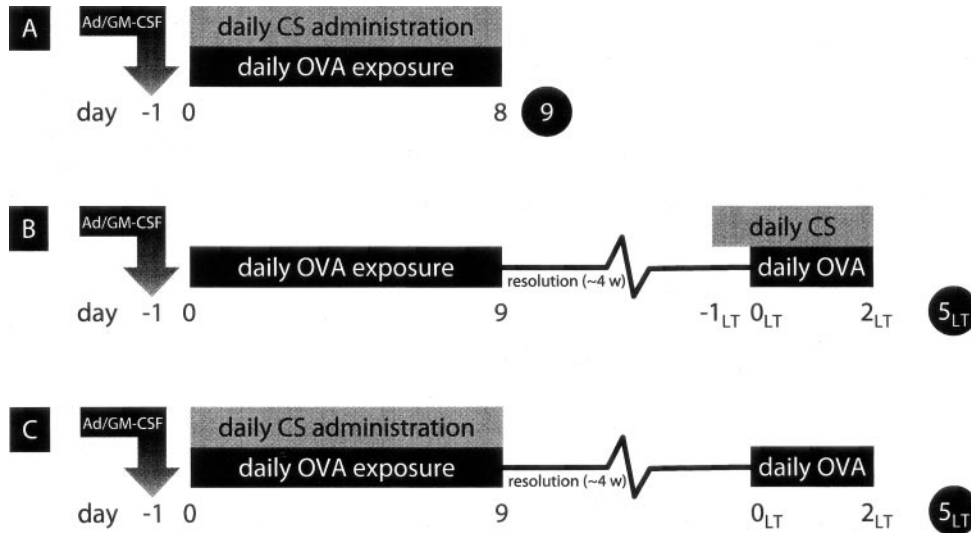 A
Ad/GM-CSF
daily CS administration
daily OVA exposure
day -1 0 8 9
B
Ad/GM-CSF
daily CS
daily OVA exposure
daily OVA
resolution (~4 w)
day -1 0 9 -1LT 0LT 2LT 5LT
C
Ad/GM-CSF
daily CS administration
daily OVA exposure
daily OVA
resolution (~4 w)
day -1 0 9 0LT 2LT 5LT